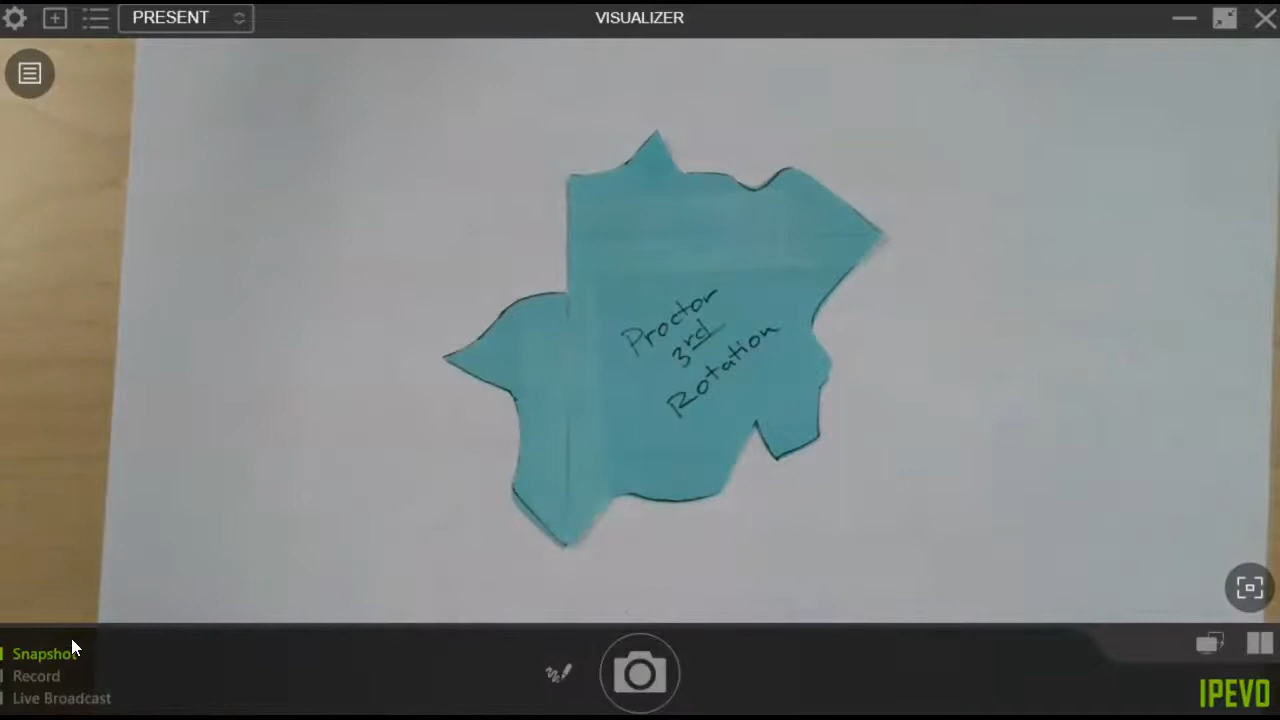 PRESENT
VISUALIZER
Proctor
3rd
Rotation
Snapshot
Record
Live Broadcast
IPEVO